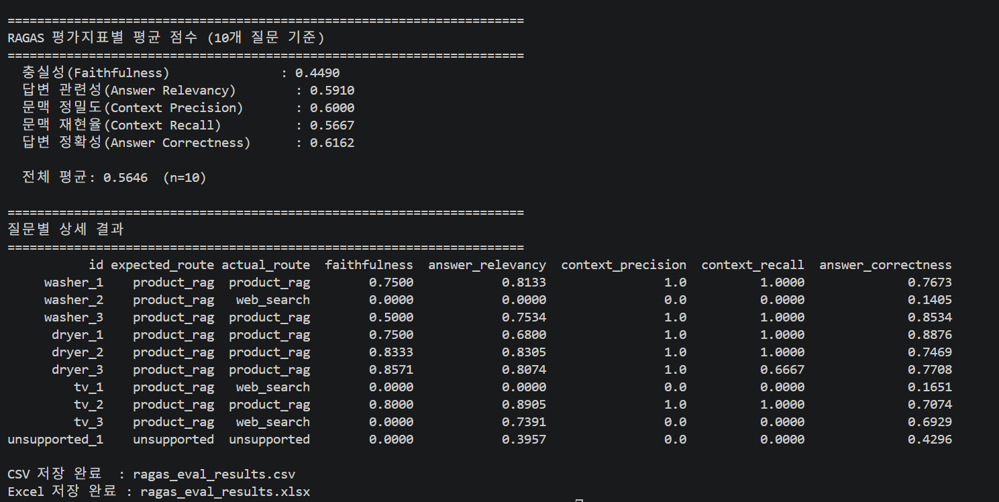 ======================================================================
RAGAS 평가지표별 평균 점수 (10개 질문 기준)
======================================================================
  충실성(Faithfulness)               : 0.4490
  답변 관련성(Answer Relevancy)        : 0.5910
  문맥 정밀도(Context Precision)       : 0.6000
  문맥 재현율(Context Recall)          : 0.5667
  답변 정확성(Answer Correctness)      : 0.6162
  전체 평균: 0.5646  (n=10)
======================================================================
질문별 상세 결과
======================================================================
           id expected_route actual_route  faithfulness  answer_relevancy  context_precision  context_recall  answer_correctness
     washer_1    product_rag  product_rag        0.7500            0.8133                1.0          1.0000              0.7673
     washer_2    product_rag   web_search        0.0000            0.0000                0.0          0.0000              0.1405
     washer_3    product_rag  product_rag        0.5000            0.7534                1.0          1.0000              0.8534
      dryer_1    product_rag  product_rag        0.7500            0.6800                1.0          1.0000              0.8876
      dryer_2    product_rag  product_rag        0.8333            0.8305                1.0          1.0000              0.7469
      dryer_3    product_rag  product_rag        0.8571            0.8074                1.0          0.6667              0.7708
         tv_1    product_rag   web_search        0.0000            0.0000                0.0          0.0000              0.1651
         tv_2    product_rag  product_rag        0.8000            0.8905                1.0          1.0000              0.7074
         tv_3    product_rag   web_search        0.0000            0.7391                0.0          0.0000              0.6929
unsupported_1    unsupported  unsupported        0.0000            0.3957                0.0          0.0000              0.4296
CSV 저장 완료  : ragas_eval_results.csv
Excel 저장 완료 : ragas_eval_results.xlsx